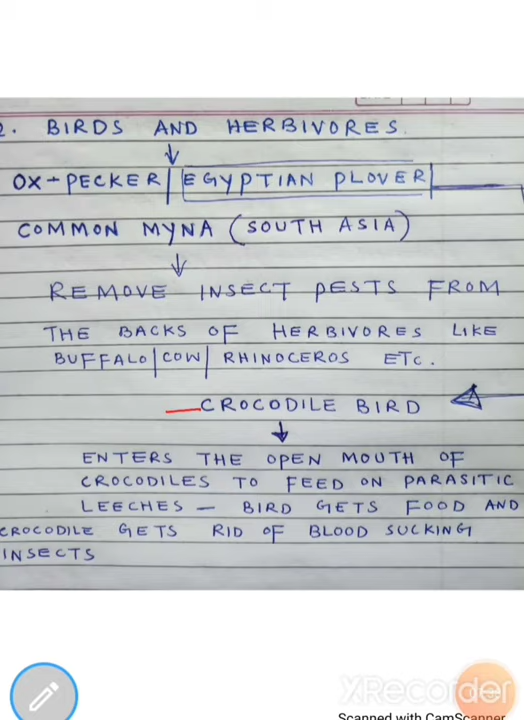 2. BIRDS AND HERBIVORES.
OX-PECKER| EGYPTIAN PLOVER|
COMMON MYNA (SOUTH ASIA)
REMOVE INSECT PESTS FROM
THE BACKS OF HERBIVORES LIKE
BUFFALO|COW| RHINOCEROS ETC.
CROCODILE BIRD
ENTERS THE OPEN MOUTH OF
CROCODILES TO FEED ON PARASITIC
LEECHES - BIRD GETS FOOD AND
CROCODILE GETS RID OF BLOOD SUCKING
INSECTS
XRecorder
Scanned with CamScanner